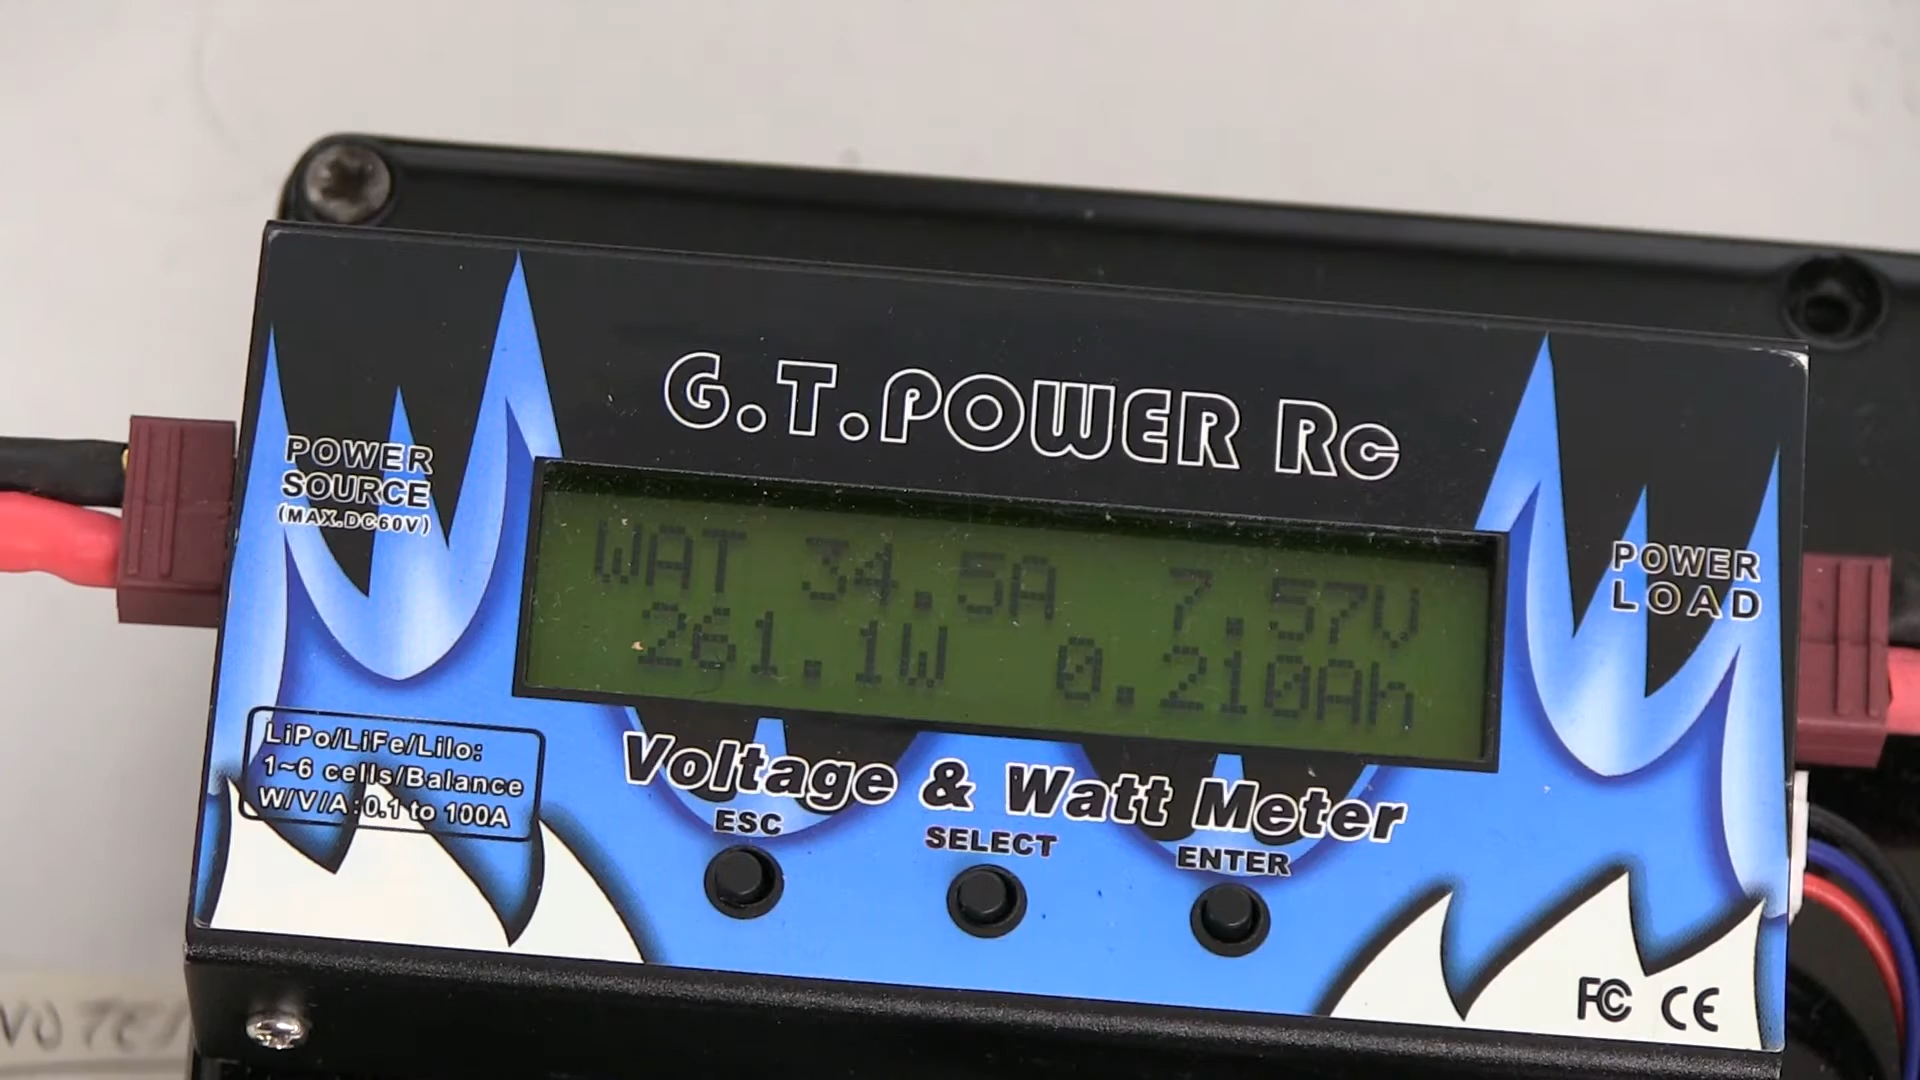 G.T.POWER RC
POWER
SOURCE
(MAX.DC60V)
WAT 34.5A 7.57V
261.1W 0.210Ah
POWER
LOAD
LiPo/LiFe/LiIo:
1~6 cells/Balance
W/V/A:0.1 to 100A
Voltage & Watt Meter
ESC
SELECT
ENTER
FC CE